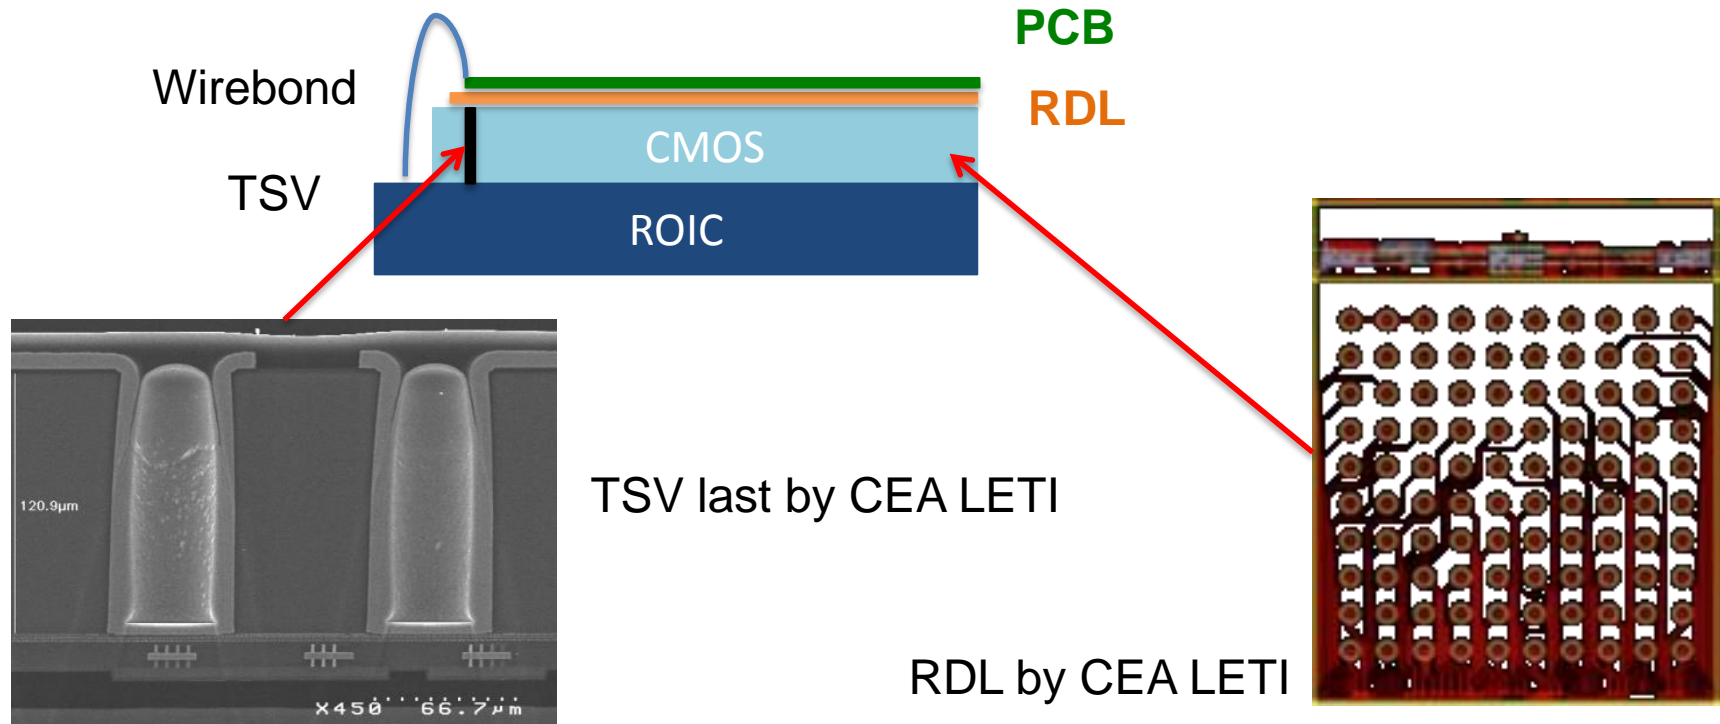 PCB
Wirebond
RDL
CMOS
TSV
ROIC
120.9μm
TSV last by CEA LETI
RDL by CEA LETI
X450 66.7μm